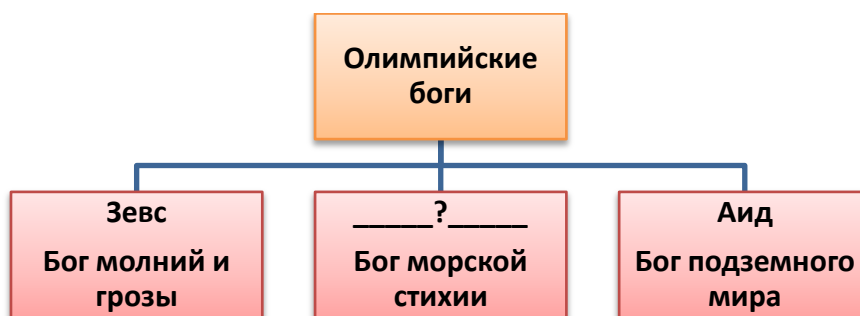 Олимпийские
боги
Зевс
Бог молний и
грозы
_____?_____
Бог морской
стихии
Аид
Бог подземного
мира